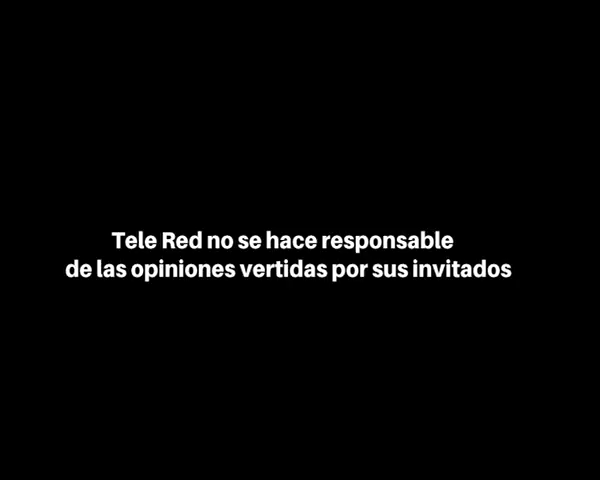 Tele Red no se hace responsable
de las opiniones vertidas por sus invitados